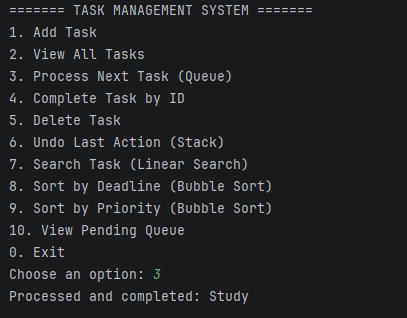 ======= TASK MANAGEMENT SYSTEM =======
1. Add Task
2. View All Tasks
3. Process Next Task (Queue)
4. Complete Task by ID
5. Delete Task
6. Undo Last Action (Stack)
7. Search Task (Linear Search)
8. Sort by Deadline (Bubble Sort)
9. Sort by Priority (Bubble Sort)
10. View Pending Queue
0. Exit
Choose an option: 3
Processed and completed: Study